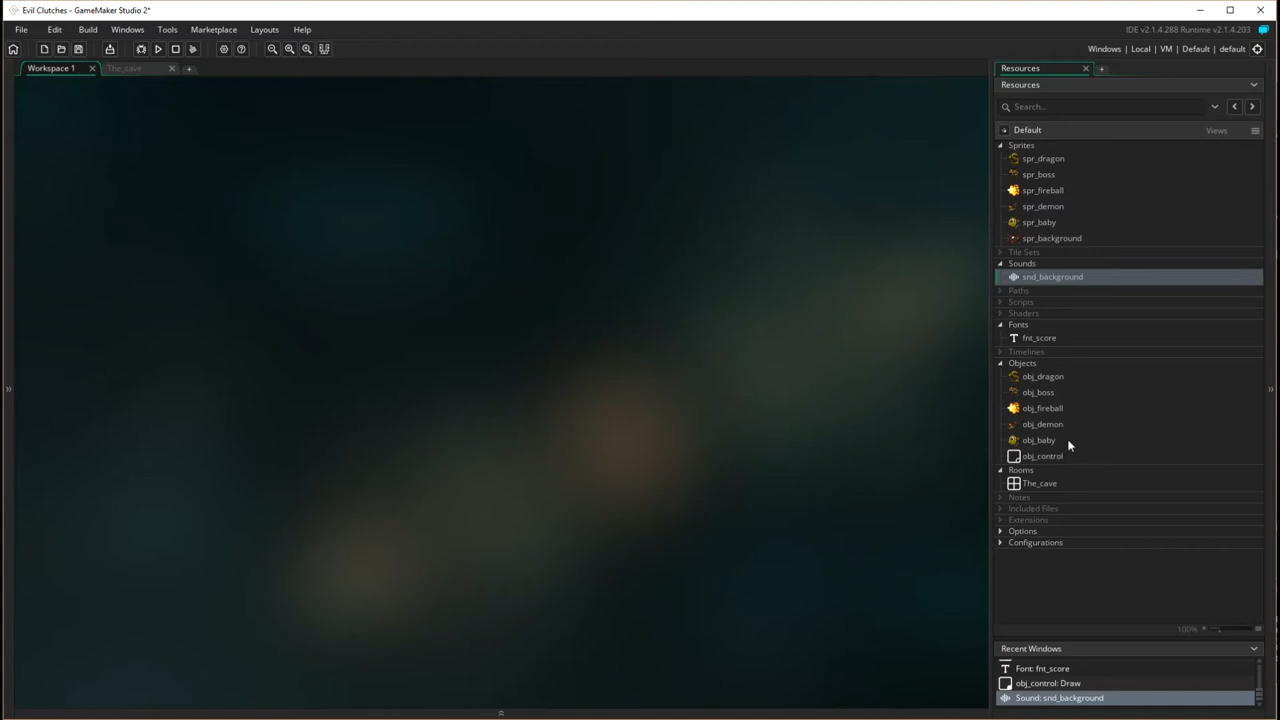 Evil Clutches - GameMaker Studio 2*
File Edit Build Windows Tools Marketplace Layouts Help
IDE v2.1.4.288 Runtime v2.1.4.203
Windows | Local | VM | Default | default
Workspace 1
The_cave
Resources
Resources
Search...
Default
Views
Sprites
spr_dragon
spr_boss
spr_fireball
spr_demon
spr_baby
spr_background
Tile Sets
Sounds
snd_background
Paths
Scripts
Shaders
Fonts
fnt_score
Timelines
Objects
obj_dragon
obj_boss
obj_fireball
obj_demon
obj_baby
obj_control
Rooms
The_cave
Notes
Included Files
Extensions
Options
Configurations
100%
Recent Windows
Font: fnt_score
obj_control: Draw
Sound: snd_background